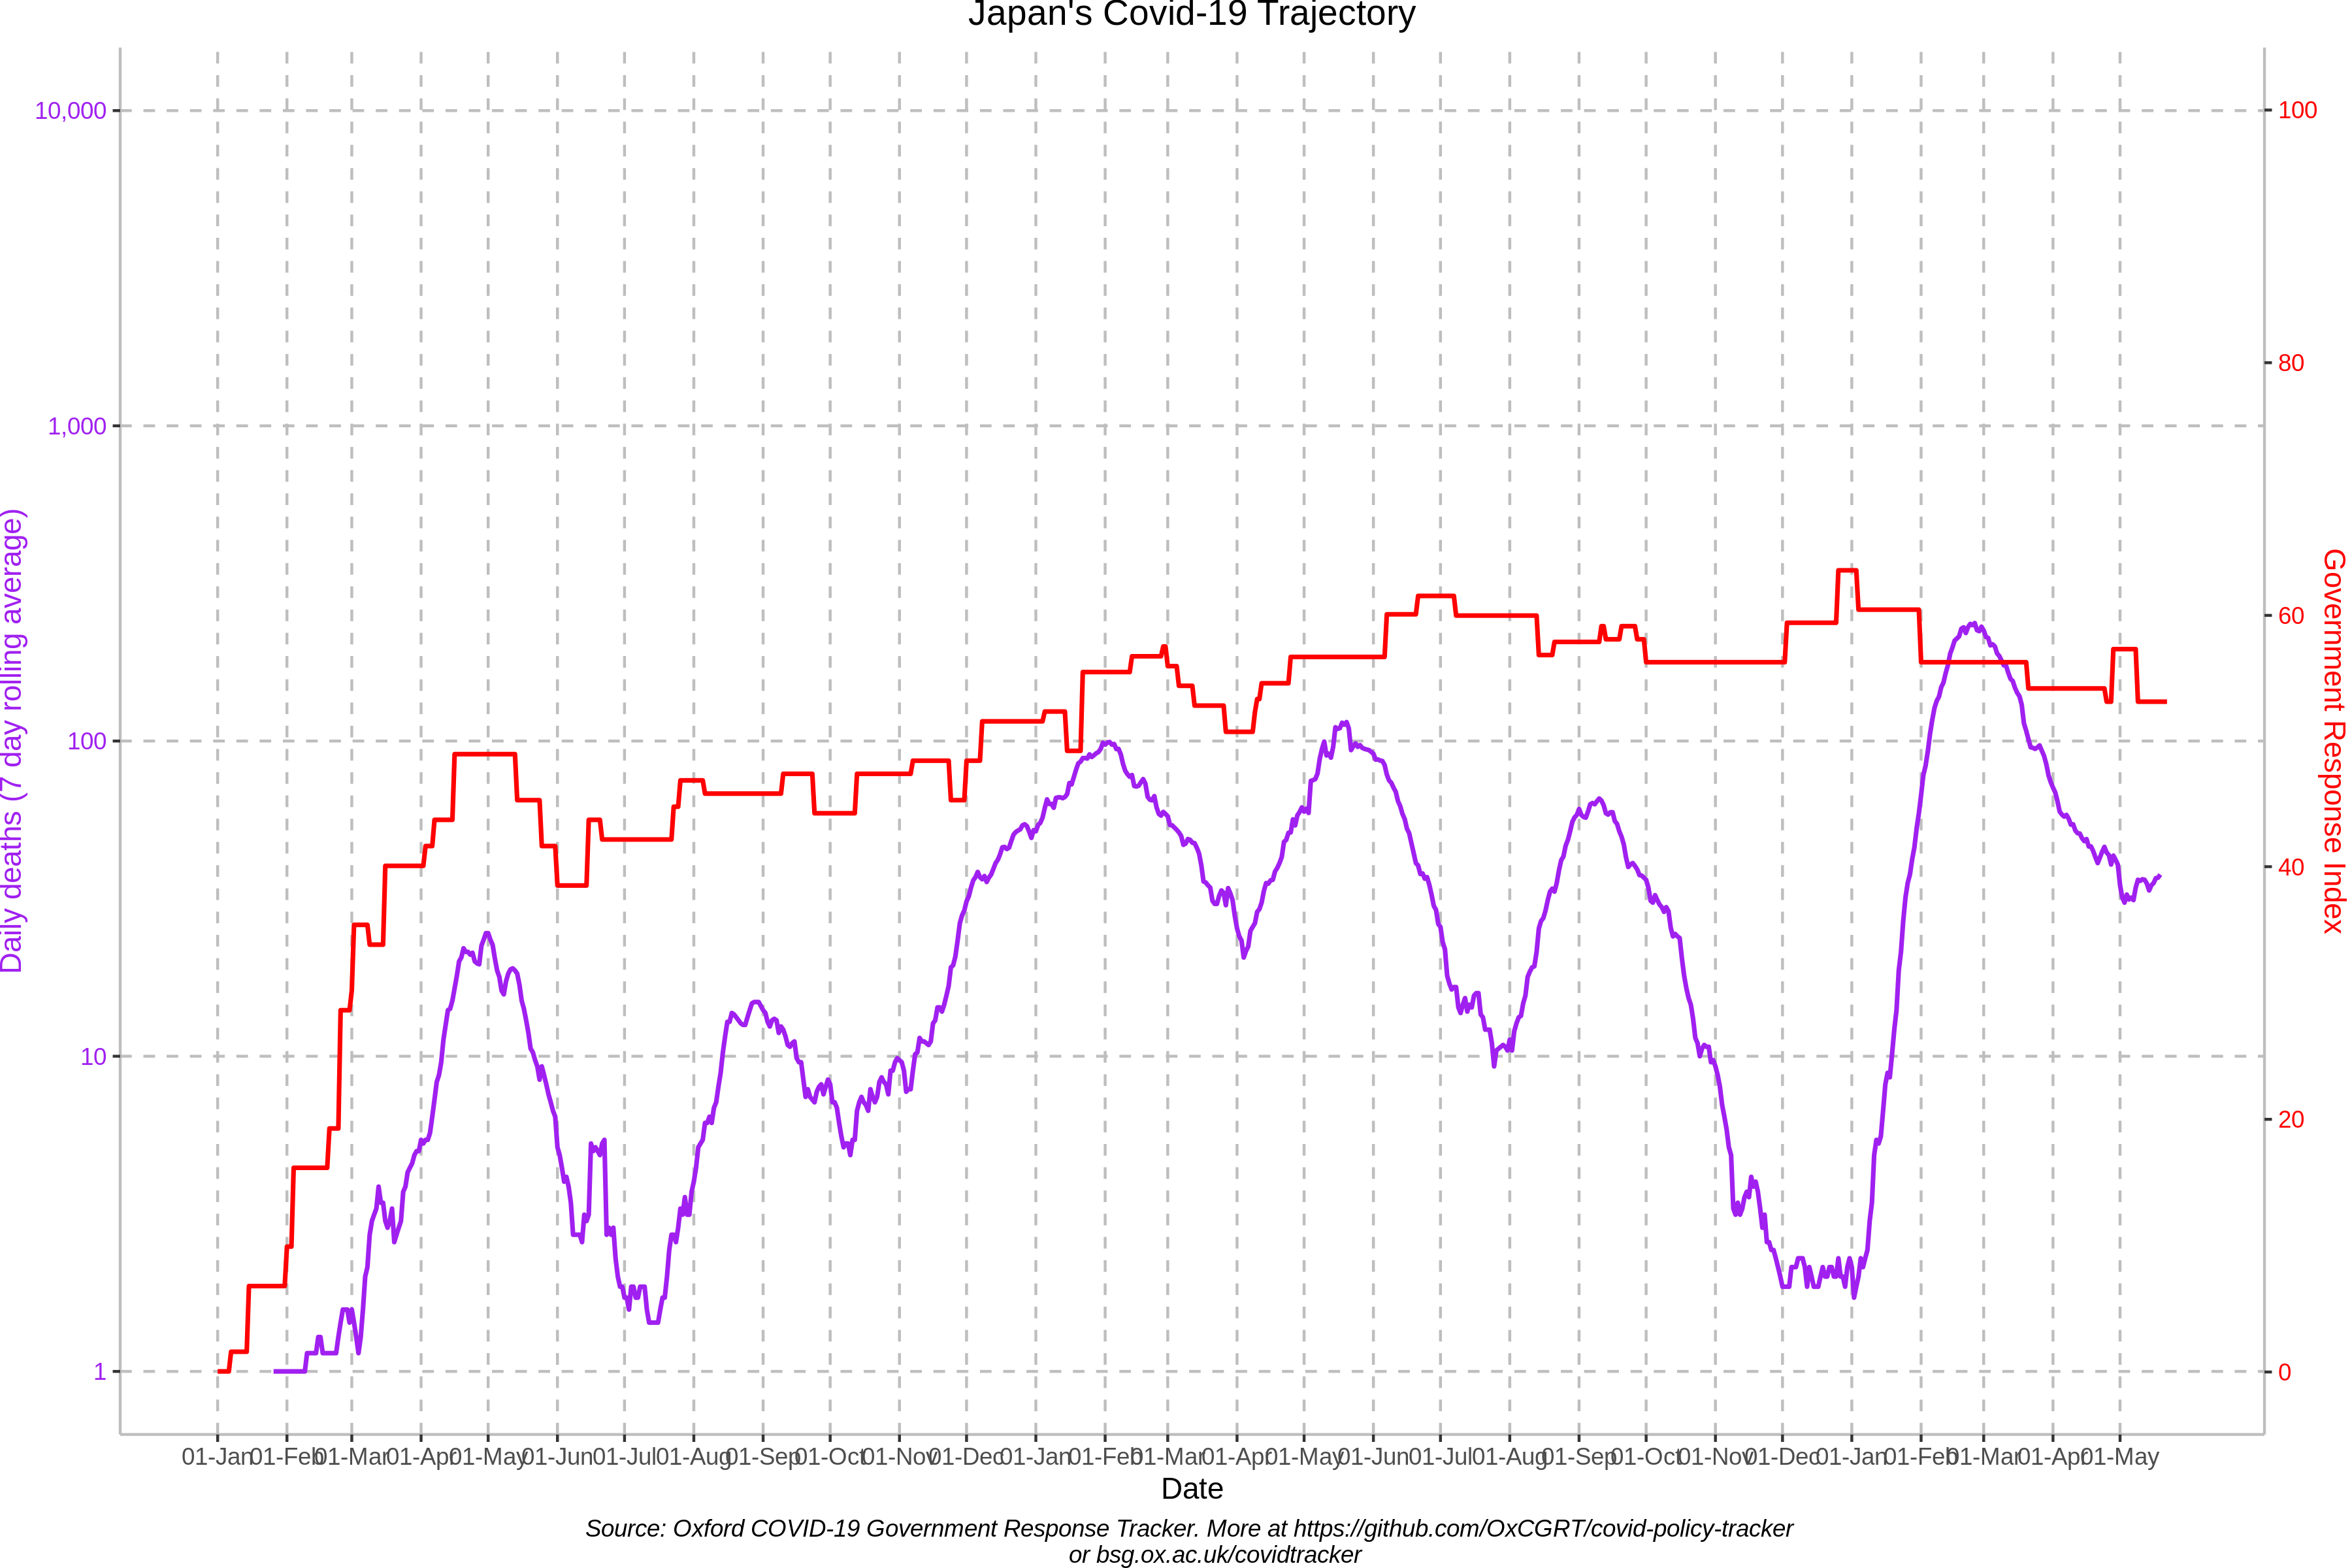 Japan's Covid-19 Trajectory
10,000
1,000
100
10
1
Daily deaths (7 day rolling average)
100
80
60
40
20
0
Government Response Index
01-Jan 01-Feb 01-Mar 01-Apr 01-May 01-Jun 01-Jul 01-Aug 01-Sep 01-Oct 01-Nov 01-Dec 01-Jan 01-Feb 01-Mar 01-Apr 01-May 01-Jun 01-Jul 01-Aug 01-Sep 01-Oct 01-Nov 01-Dec 01-Jan 01-Feb 01-Mar 01-Apr 01-May
Date
Source: Oxford COVID-19 Government Response Tracker. More at https://github.com/OxCGRT/covid-policy-tracker
or bsg.ox.ac.uk/covidtracker